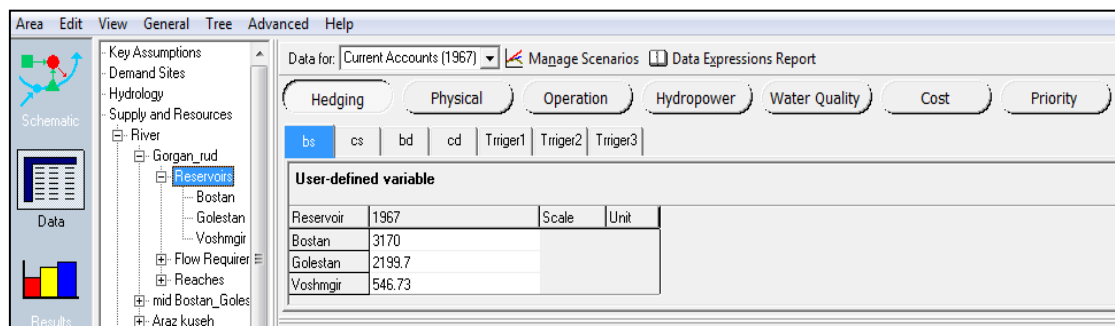 Area Edit View General Tree Advanced Help
Schematic
Data
Results
Key Assumptions
Demand Sites
Hydrology
Supply and Resources
River
Gorgan_rud
Reservoirs
Bostan
Golestan
Voshmgir
Flow Requirer
Reaches
mid Bostan_Goles
Araz kuseh
Data for: Current Accounts (1967) Manage Scenarios Data Expressions Report
Hedging Physical Operation Hydropower Water Quality Cost Priority
bs cs bd cd Trriger1 Trriger2 Trriger3
User-defined variable
Reservoir 1967 Scale Unit
Bostan 3170
Golestan 2199.7
Voshmgir 546.73